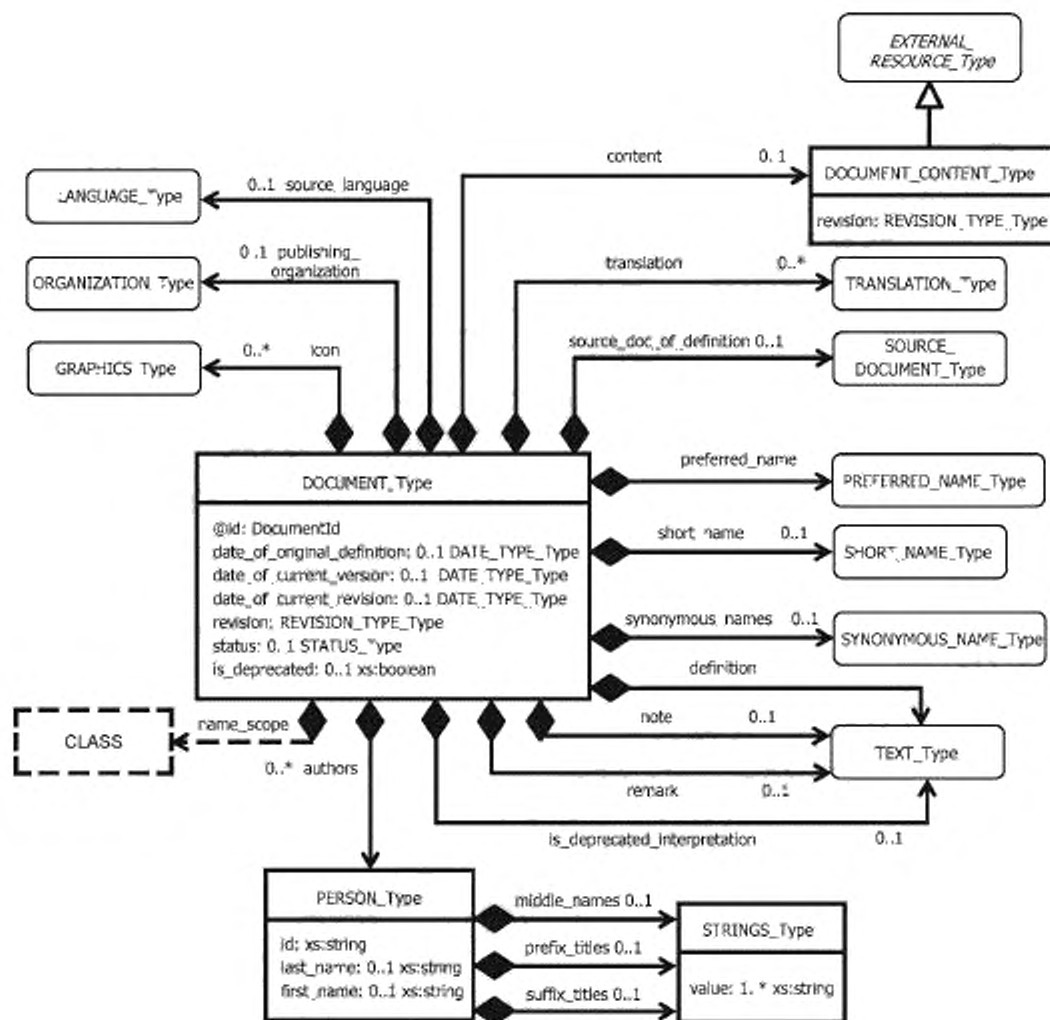 EXTERNAL_
RESOURCE_Type
content 0. 1
DOCUMENT_CONTENT_Type
revision: REVISION_TYPE_Type
LANGUAGE_Type
0..1 source_language
ORGANIZATION_Type
0.1 publishing_
organization
translation 0..*
TRANSLATION_Type
GRAPHICS_Type
0..* icon
source_doc_of_definition 0..1
SOURCE_
DOCUMENT_Type
DOCUMENT_Type
@id: DocumentId
date_of_original_definition: 0..1 DATE_TYPE_Type
date_of_current_version: 0..1 DATE_TYPE_Type
date_of_current_revision: 0..1 DATE_TYPE_Type
revision: REVISION_TYPE_Type
status: 0. 1 STATUS_Type
is_deprecated: 0..1 xs:boolean
preferred_name
PREFERRED_NAME_Type
short_name 0..1
SHORT_NAME_Type
synonymous_names 0..1
SYNONYMOUS_NAME_Type
definition
note 0..1
TEXT_Type
remark 0..1
is_deprecated_interpretation 0..1
CLASS
name_scope
0..* authors
PERSON_Type
id: xs:string
last_name: 0..1 xs:string
first_name: 0..1 xs:string
middle_names 0..1
prefix_titles 0..1
suffix_titles 0..1
STRINGS_Type
value: 1. * xs:string